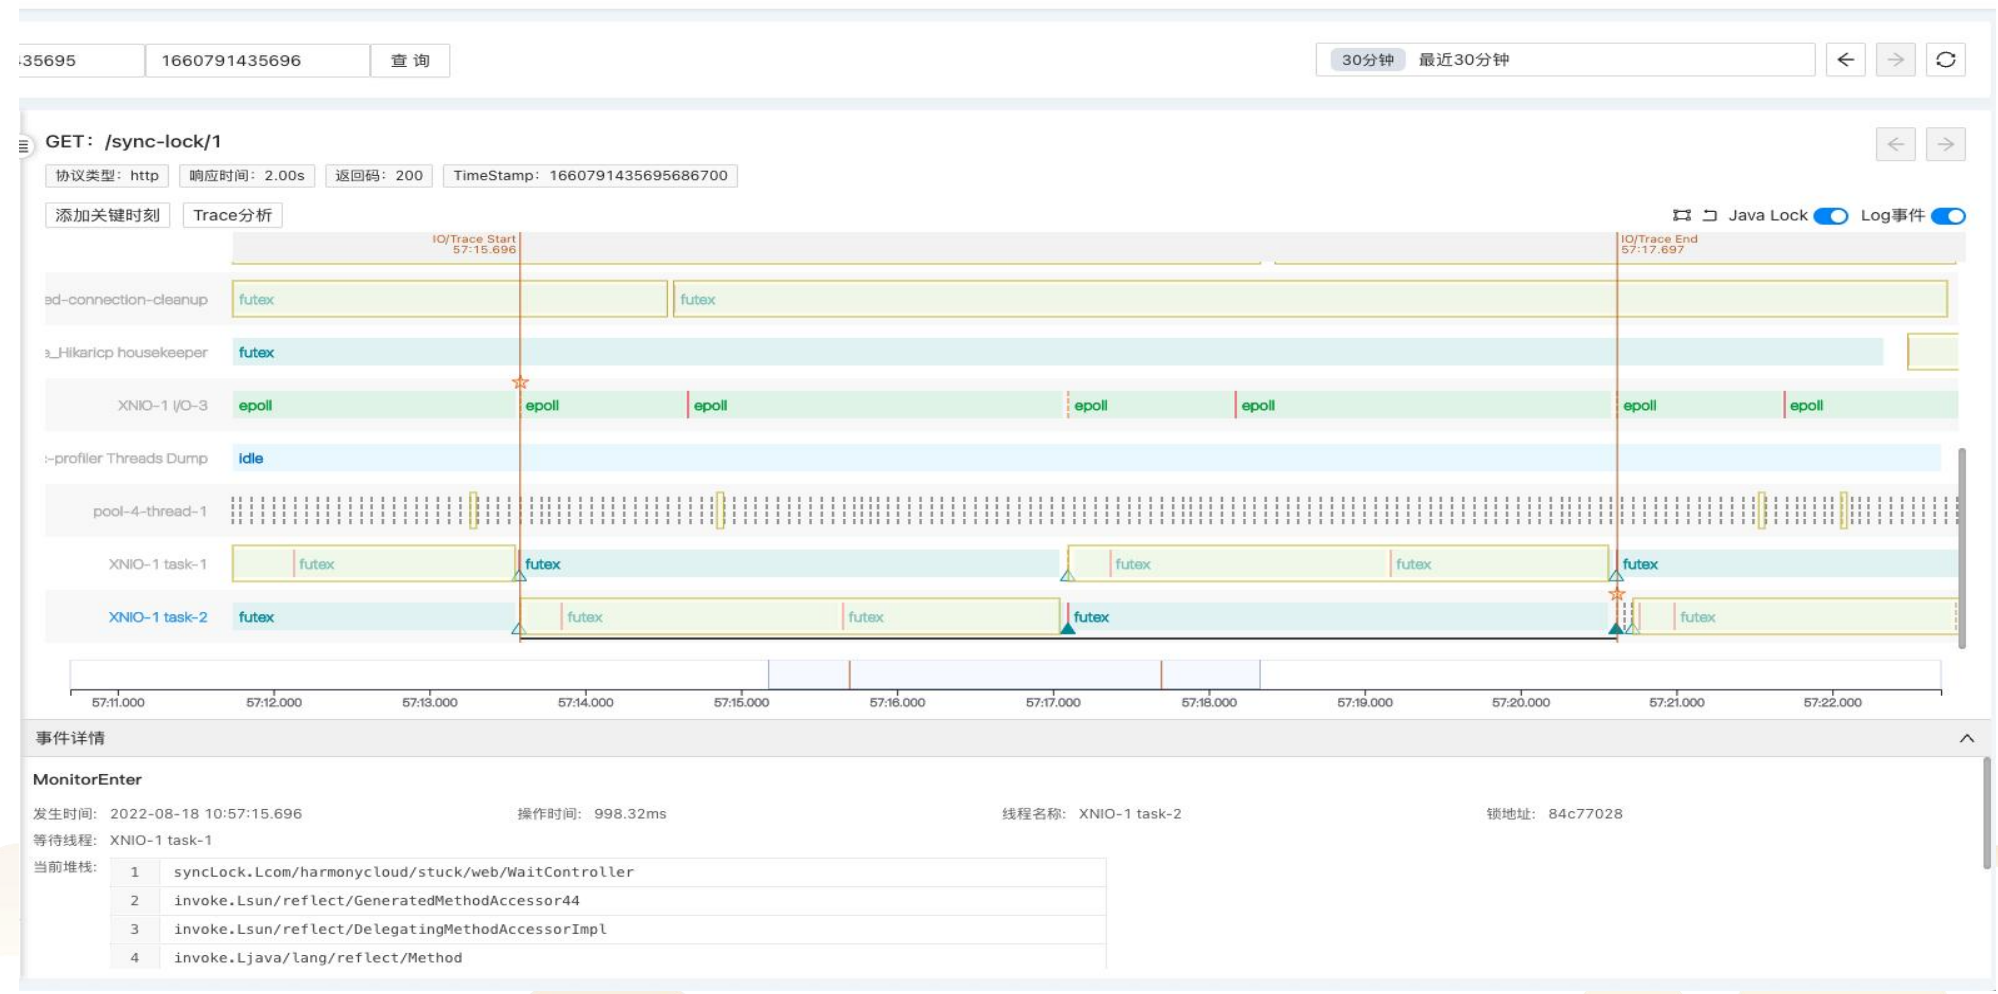 35695
1660791435696
查 询
30分钟 最近30分钟
GET: /sync-lock/1
协议类型: http
响应时间: 2.00s
返回码: 200
TimeStamp: 1660791435695686700
添加关键时刻
Trace分析
Java Lock
Log事件
IO/Trace Start
57:15.696
IO/Trace End
57:17.697
ed-connection-cleanup futex futex
e_Hikaricp housekeeper futex
XNIO-1 I/O-3 epoll epoll epoll epoll epoll epoll epoll
:-profiler Threads Dump idle
pool-4-thread-1
XNIO-1 task-1 futex futex futex futex futex
XNIO-1 task-2 futex futex futex futex futex
57:11.000 57:12.000 57:13.000 57:14.000 57:15.000 57:16.000 57:17.000 57:18.000 57:19.000 57:20.000 57:21.000 57:22.000
事件详情
MonitorEnter
发生时间: 2022-08-18 10:57:15.696 操作时间: 998.32ms 线程名称: XNIO-1 task-2 锁地址: 84c77028
等待线程: XNIO-1 task-1
当前堆栈:
1 syncLock.Lcom/harmonycloud/stuck/web/WaitController
2 invoke.Lsun/reflect/GeneratedMethodAccessor44
3 invoke.Lsun/reflect/DelegatingMethodAccessorImpl
4 invoke.Ljava/lang/reflect/Method